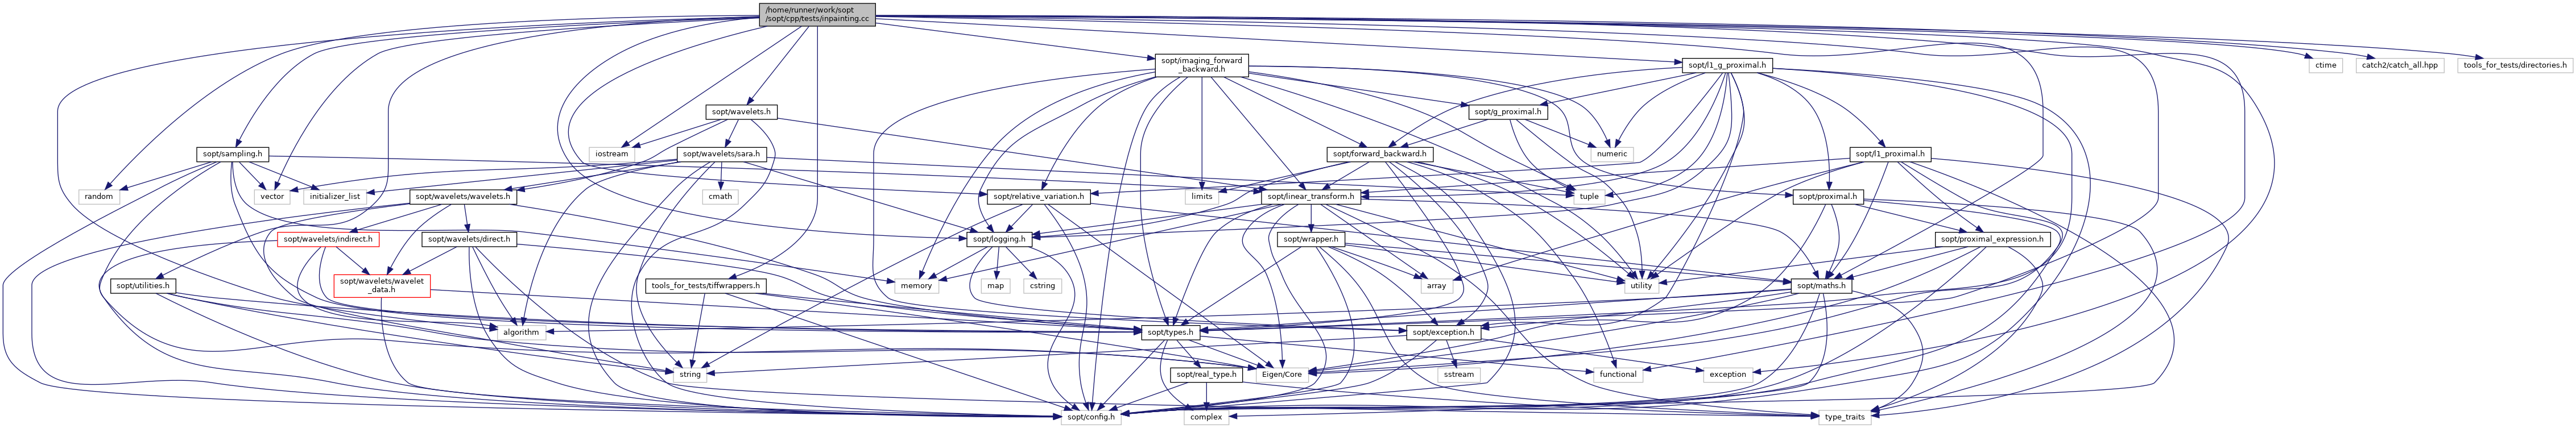 /home/runner/work/sopt
/sopt/cpp/tests/inpainting.cc
sopt/imaging_forward
_backward.h
sopt/l1_g_proximal.h
ctime
catch2/catch_all.hpp
tools_for_tests/directories.h
sopt/wavelets.h
sopt/g_proximal.h
iostream
sopt/sampling.h
sopt/wavelets/sara.h
sopt/forward_backward.h
numeric
sopt/l1_proximal.h
random
vector
initializer_list
sopt/wavelets/wavelets.h
cmath
sopt/relative_variation.h
limits
sopt/linear_transform.h
tuple
sopt/proximal.h
sopt/wavelets/indirect.h
sopt/wavelets/direct.h
sopt/logging.h
sopt/wrapper.h
sopt/proximal_expression.h
sopt/utilities.h
sopt/wavelets/wavelet
_data.h
tools_for_tests/tiffwrappers.h
memory
map
cstring
array
utility
sopt/maths.h
algorithm
sopt/types.h
sopt/exception.h
string
sopt/real_type.h
Eigen/Core
sstream
functional
exception
sopt/config.h
complex
type_traits